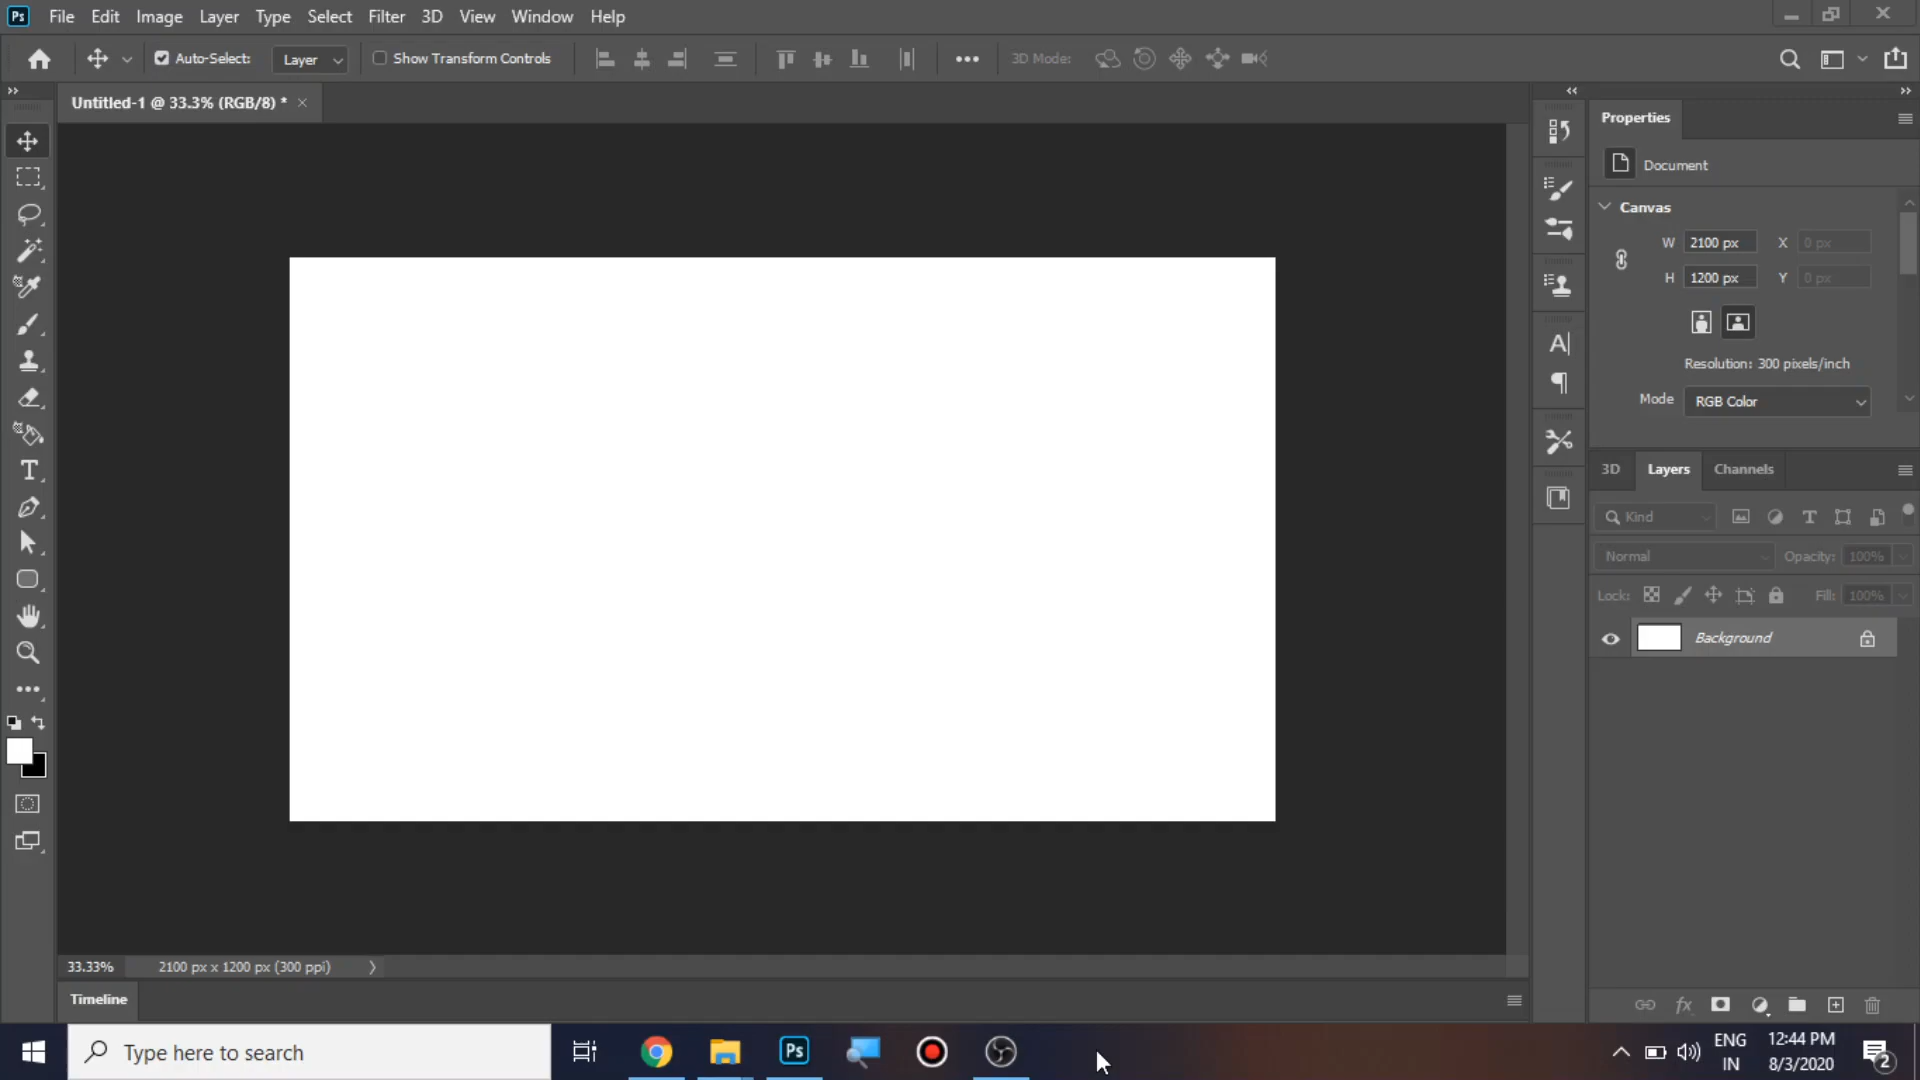 Ps File Edit Image Layer Type Select Filter 3D View Window Help
Auto-Select: Layer Show Transform Controls 3D Mode:
Untitled-1 @ 33.3% (RGB/8) *
Properties
Document
Canvas
W 2100 px X 0 px
H 1200 px Y 0 px
Resolution: 300 pixels/inch
Mode RGB Color
3D Layers Channels
Kind
Normal Opacity: 100%
Lock: Fill: 100%
Background
33.33% 2100 px x 1200 px (300 ppi)
Timeline
Type here to search
Ps
ENG
IN
12:44 PM
8/3/2020
2